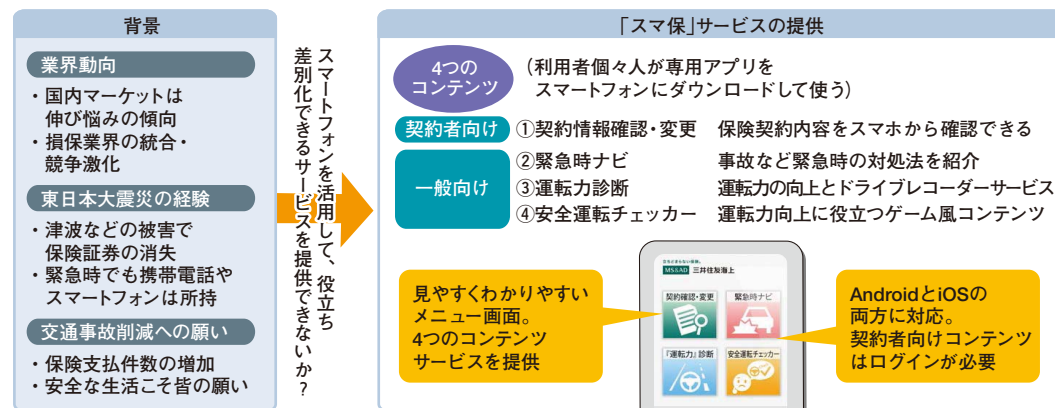 背景
業界動向
・国内マーケットは
伸び悩みの傾向
・損保業界の統合・
競争激化
東日本大震災の経験
・津波などの被害で
保険証券の消失
・緊急時でも携帯電話や
スマートフォンは所持
交通事故削減への願い
・保険支払件数の増加
・安全な生活こそ皆の願い
スマートフォンを活用して、役立ち
差別化できるサービスを提供できないか?
「スマ保」サービスの提供
4つの
コンテンツ
(利用者個々人が専用アプリを
スマートフォンにダウンロードして使う)
契約者向け
①契約情報確認・変更 保険契約内容をスマホから確認できる
一般向け
②緊急時ナビ 事故など緊急時の対処法を紹介
③運転力診断 運転力の向上とドライブレコーダーサービス
④安全運転チェッカー 運転力向上に役立つゲーム風コンテンツ
見やすくわかりやすい
メニュー画面。
4つのコンテンツ
サービスを提供
立ちどまらない保険。
MS&AD 三井住友海上
契約確認・変更 緊急時ナビ
『運転力』診断 安全運転チェッカー
AndroidとiOSの
両方に対応。
契約者向けコンテンツ
はログインが必要